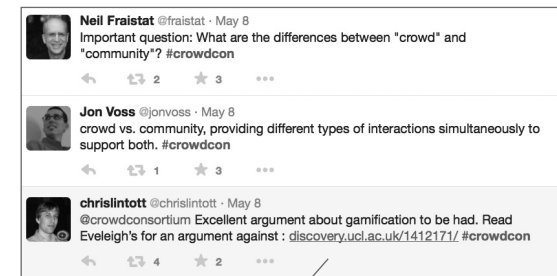 Neil Fraistat @fraistat · May 8
Important question: What are the differences between "crowd" and
"community"? #crowdcon
2 3
Jon Voss @jonvoss · May 8
crowd vs. community, providing different types of interactions simultaneously to
support both. #crowdcon
1 3
chrislintott @chrislintott · May 8
@crowdconsortium Excellent argument about gamification to be had. Read
Eveleigh's for an argument against : discovery.ucl.ac.uk/1412171/ #crowdcon
4 2